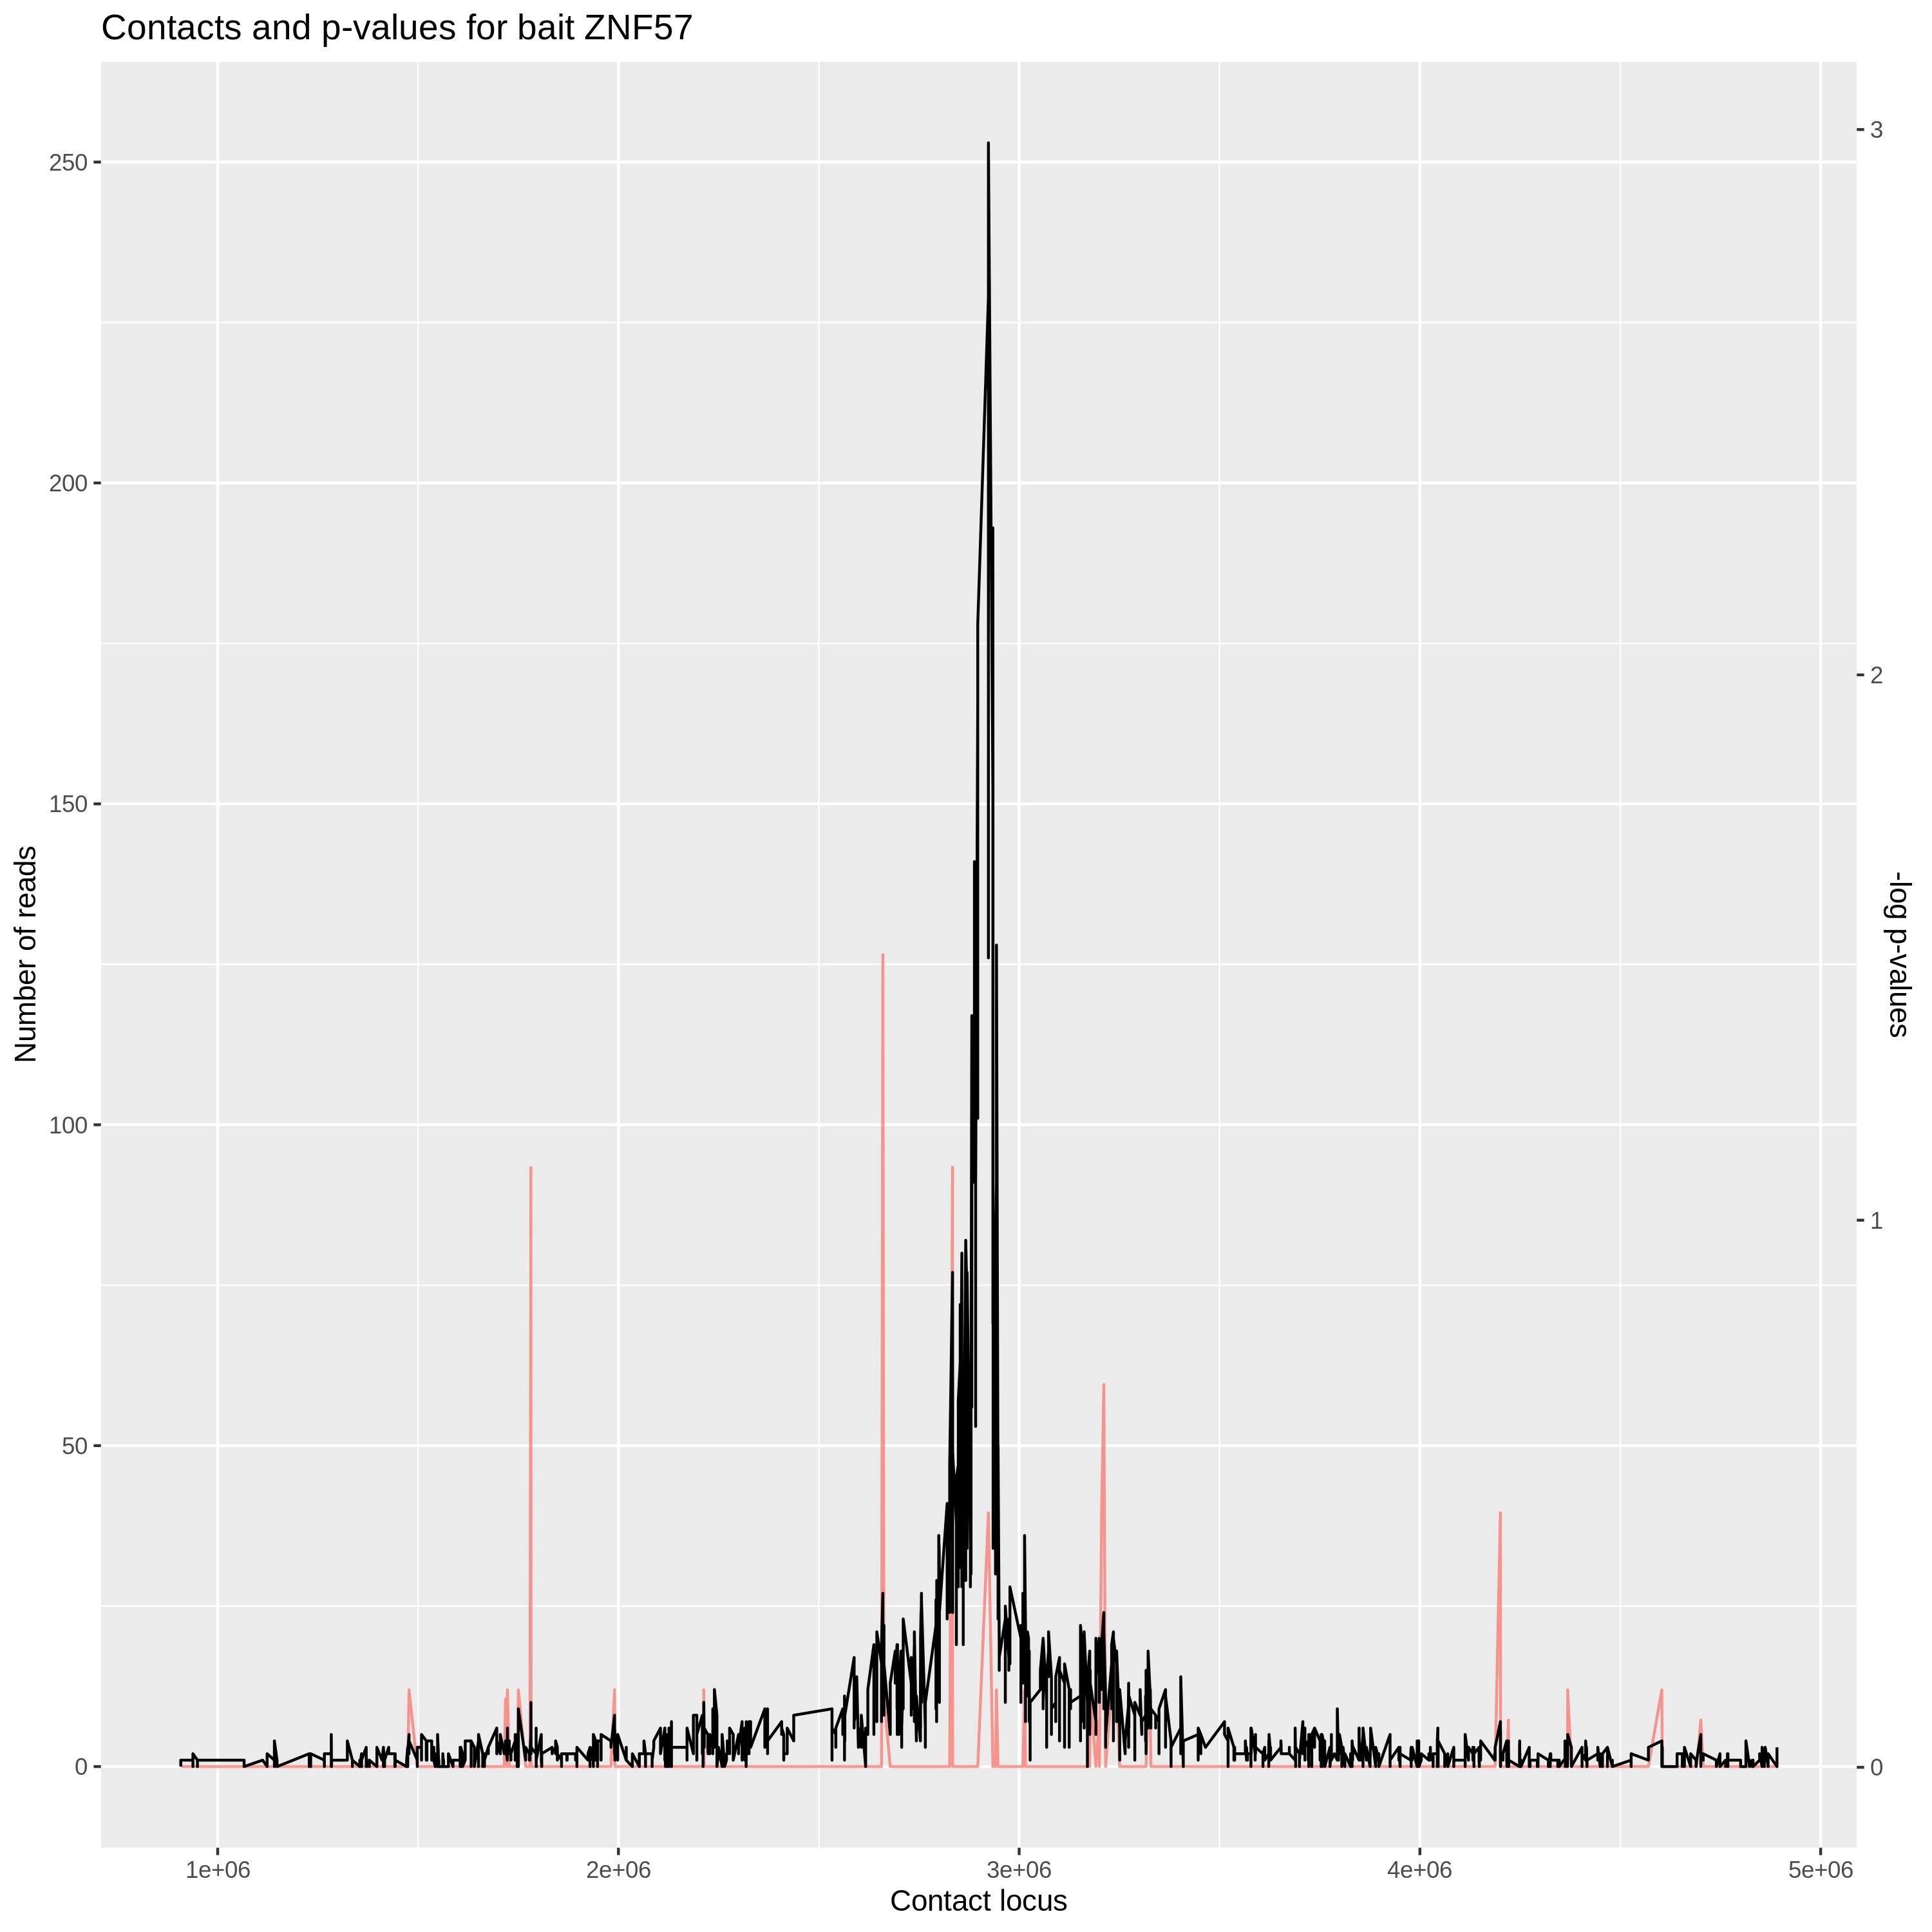 Contacts and p-values for bait ZNF57
250
200
150
100
50
0
Number of reads
3
2
1
0
-log p-values
1e+06 2e+06 3e+06 4e+06 5e+06
Contact locus